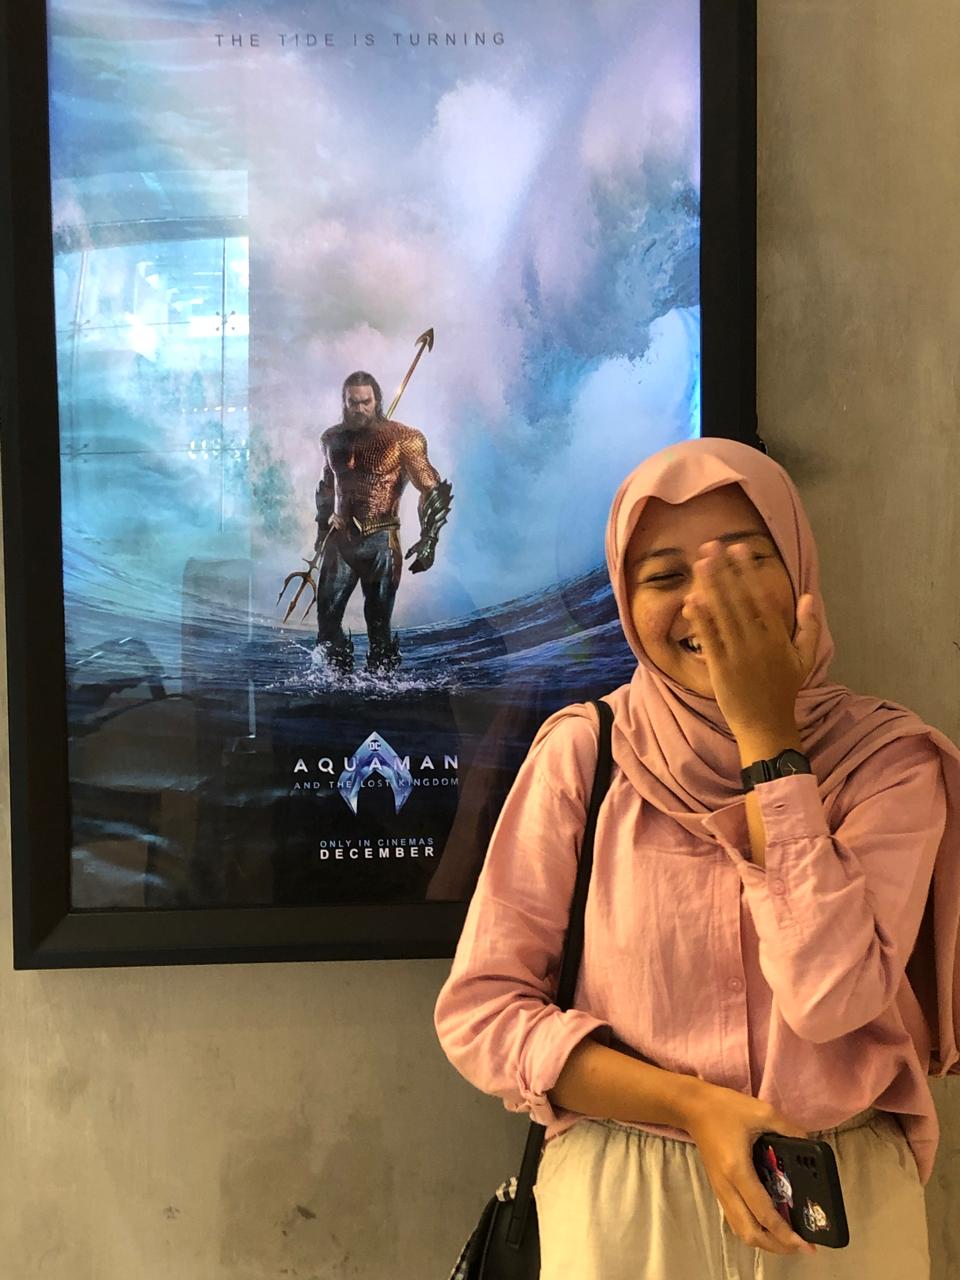 THE TIDE IS TURNING
DC
AQUAMAN
AND THE LOST KINGDOM
ONLY IN CINEMAS
DECEMBER